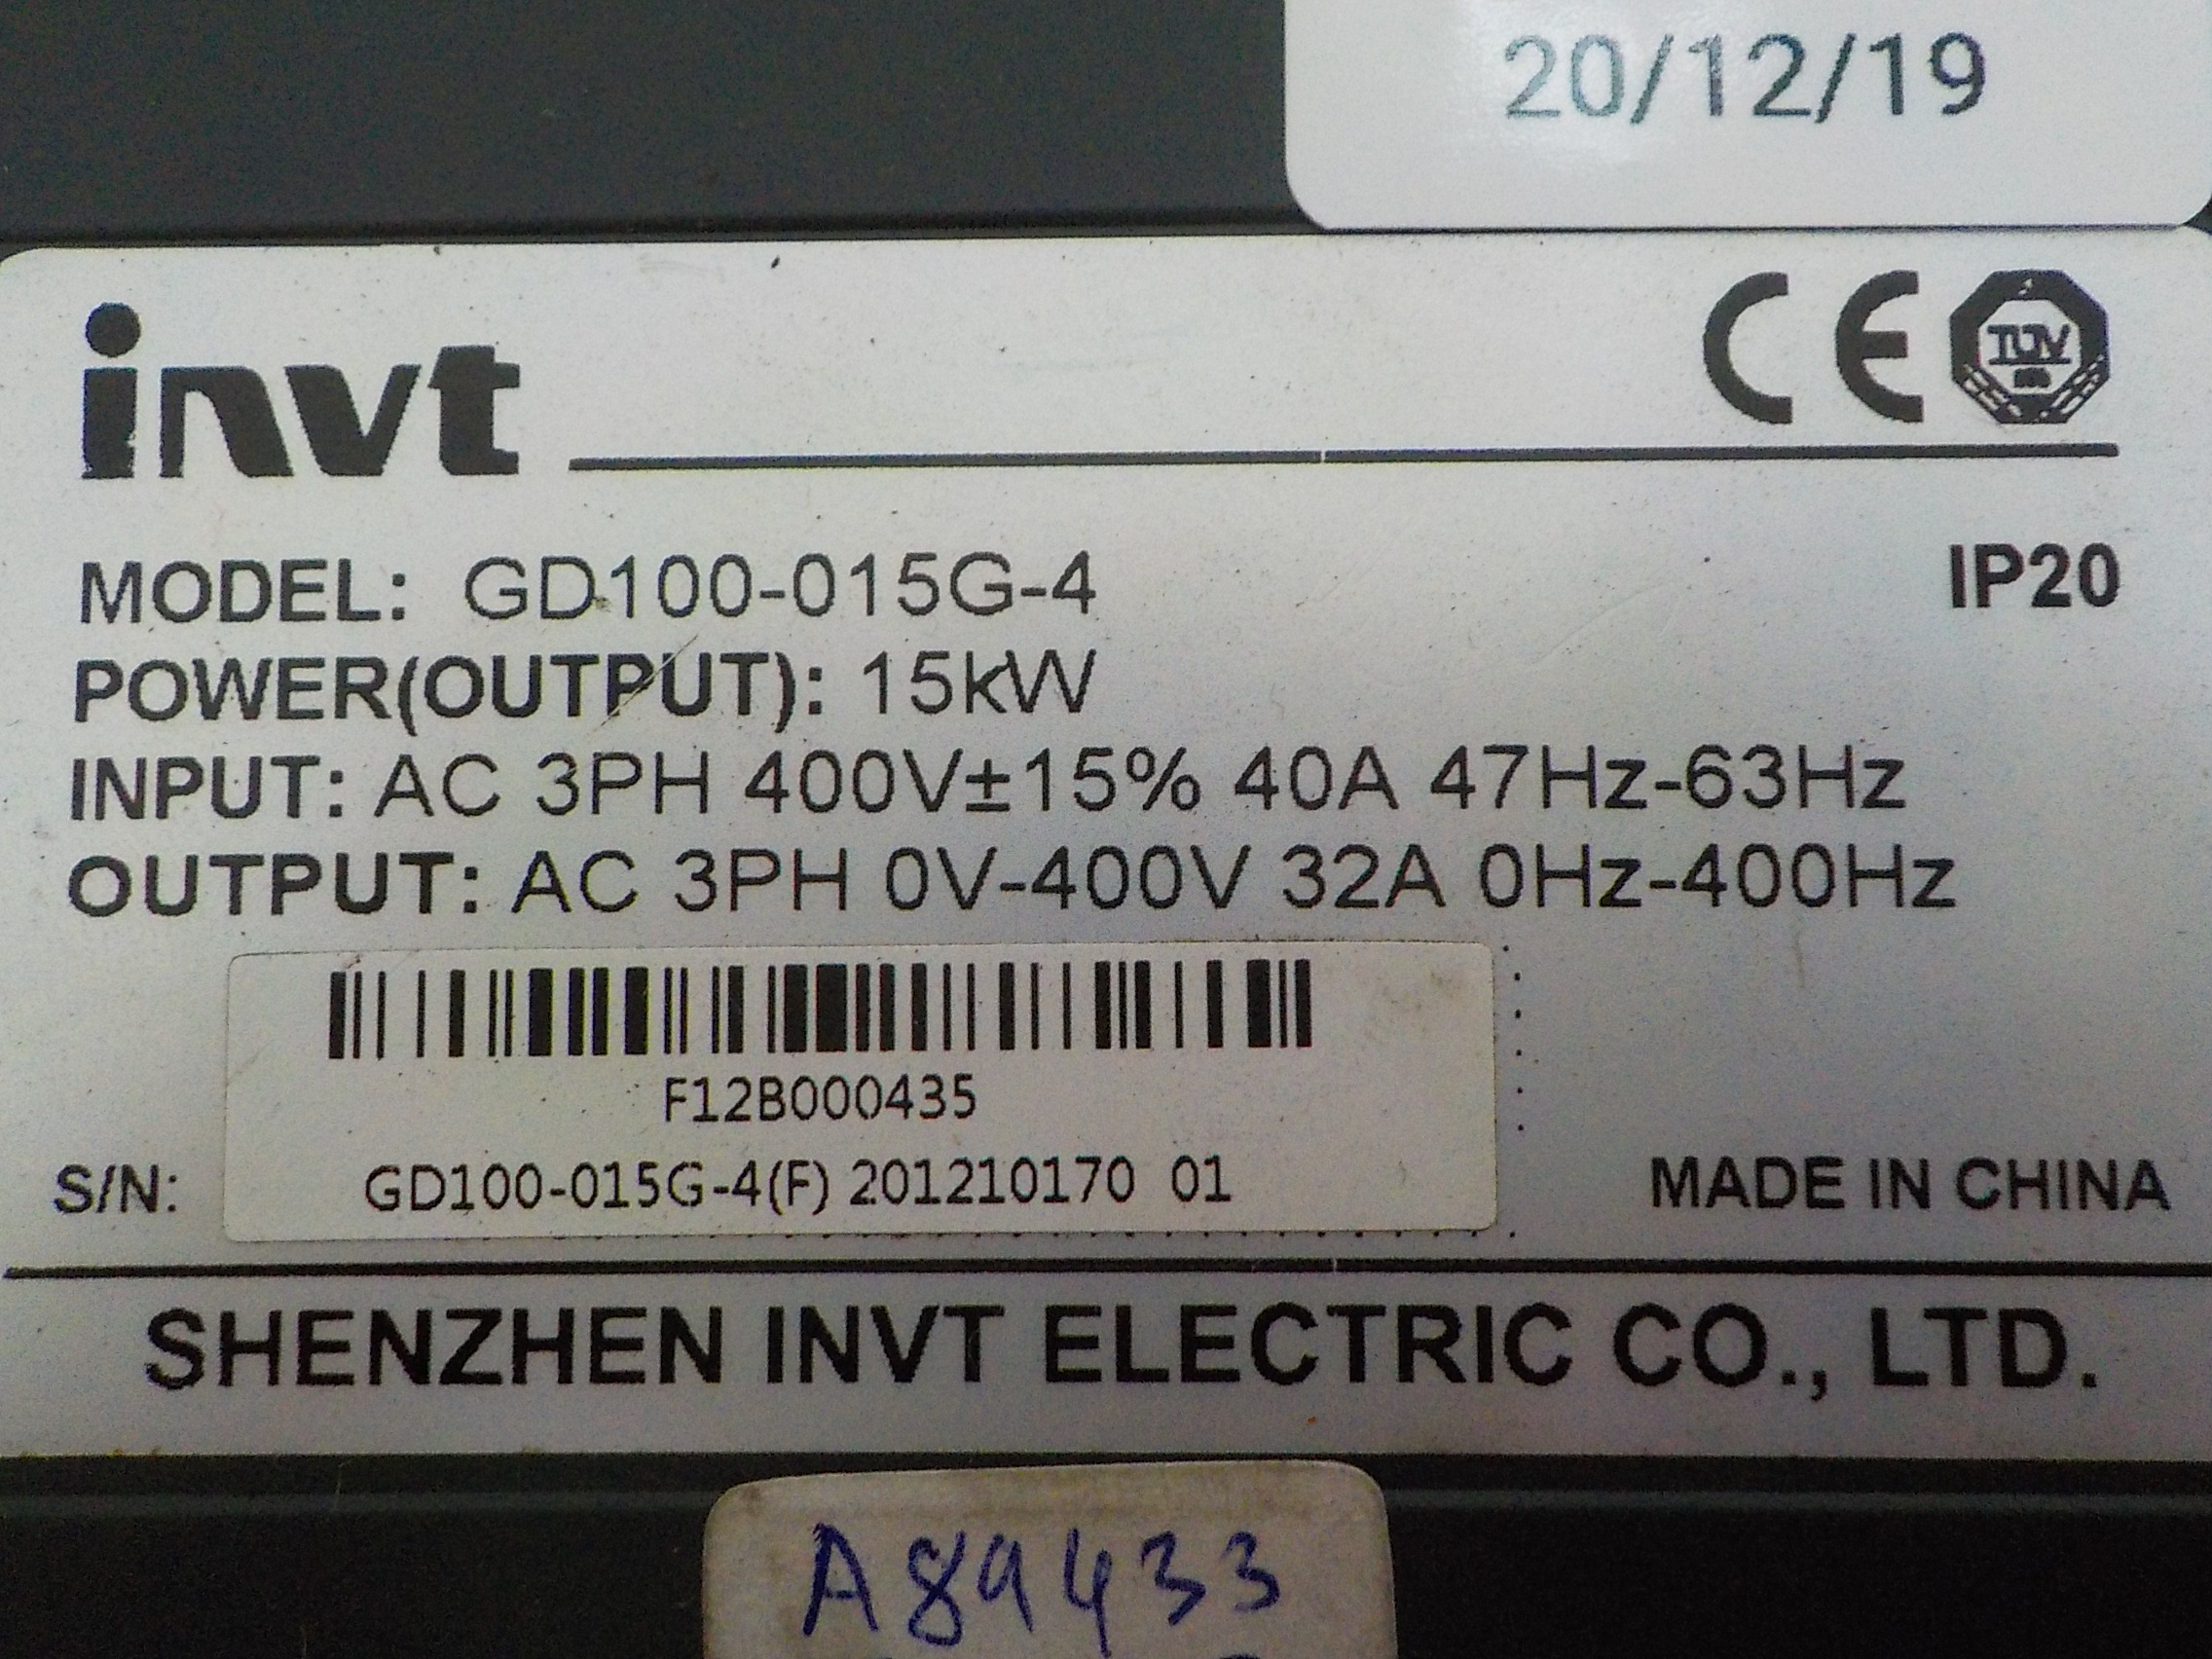 20/12/19
invt
CE
TUV
MODEL: GD100-015G-4
IP20
POWER(OUTPUT): 15kW
INPUT: AC 3PH 400V±15% 40A 47Hz-63Hz
OUTPUT: AC 3PH 0V-400V 32A 0Hz-400Hz
F12B000435
S/N: GD100-015G-4(F) 201210170 01
MADE IN CHINA
SHENZHEN INVT ELECTRIC CO., LTD.
A89433